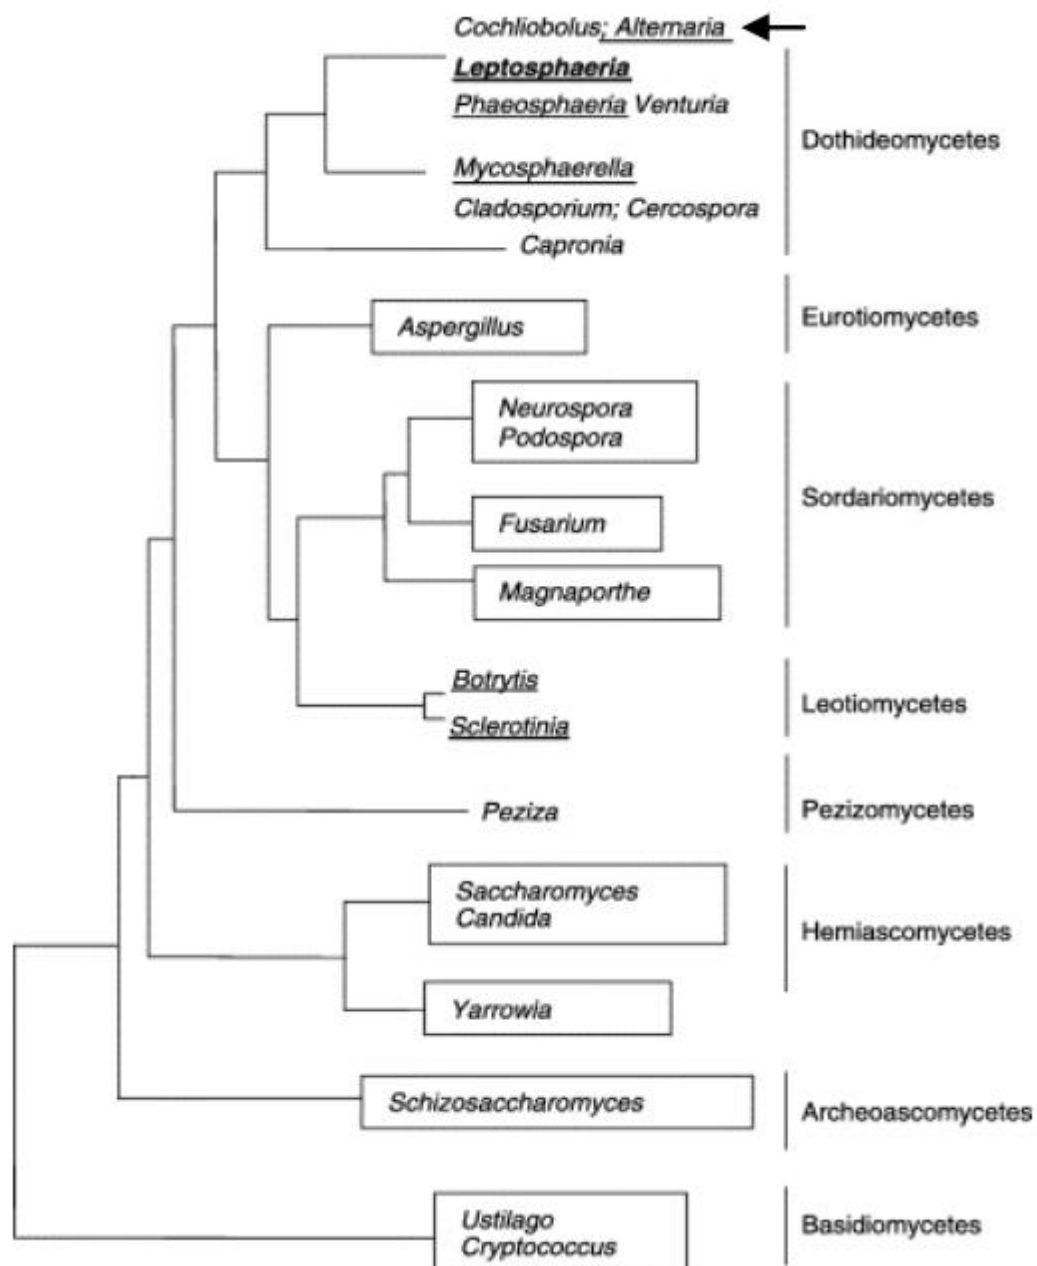 Cochliobolus; Alternaria
Leptosphaeria
Phaeosphaeria Venturia
Dothideomycetes
Mycosphaerella
Cladosporium; Cercospora
Capronia
Aspergillus
Eurotiomycetes
Neurospora
Podospora
Fusarium
Magnaporthe
Sordariomycetes
Botrytis
Sclerotinia
Leotiomycetes
Peziza
Pezizomycetes
Saccharomyces
Candida
Yarrowia
Hemiascomycetes
Schizosaccharomyces
Archeoascomycetes
Ustilago
Cryptococcus
Basidiomycetes